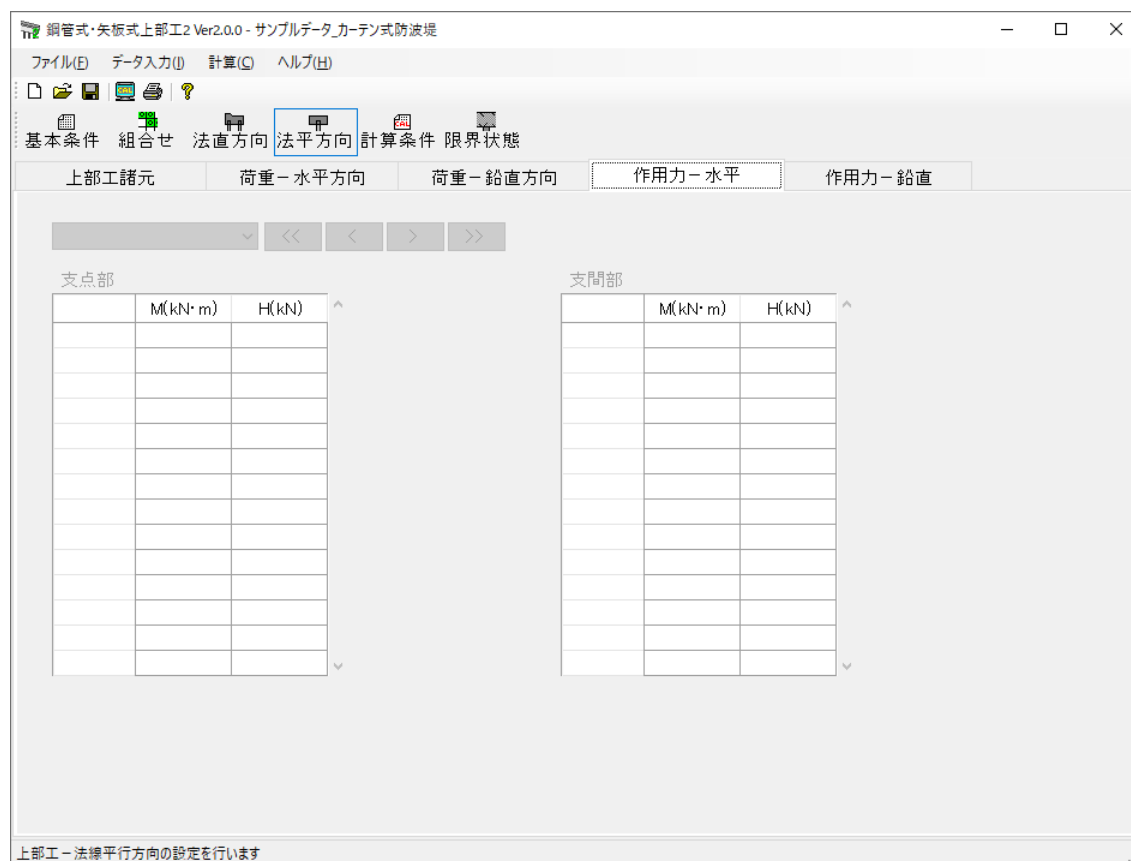 鋼管式・矢板式上部工2 Ver2.0.0 - サンプルデータ_カーテン式防波堤
ファイル(F) データ入力(I) 計算(C) ヘルプ(H)
基本条件 組合せ 法直方向 法平方向 計算条件 限界状態
上部工諸元 荷重－水平方向 荷重－鉛直方向 作用力－水平 作用力－鉛直
<< < > >>
支点部 支間部
M(kN・m) H(kN) M(kN・m) H(kN)
上部工－法線平行方向の設定を行います